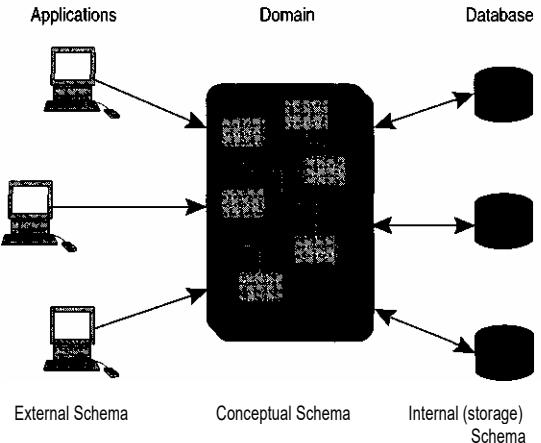 Applications Domain Database
External Schema Conceptual Schema Internal (storage)
Schema